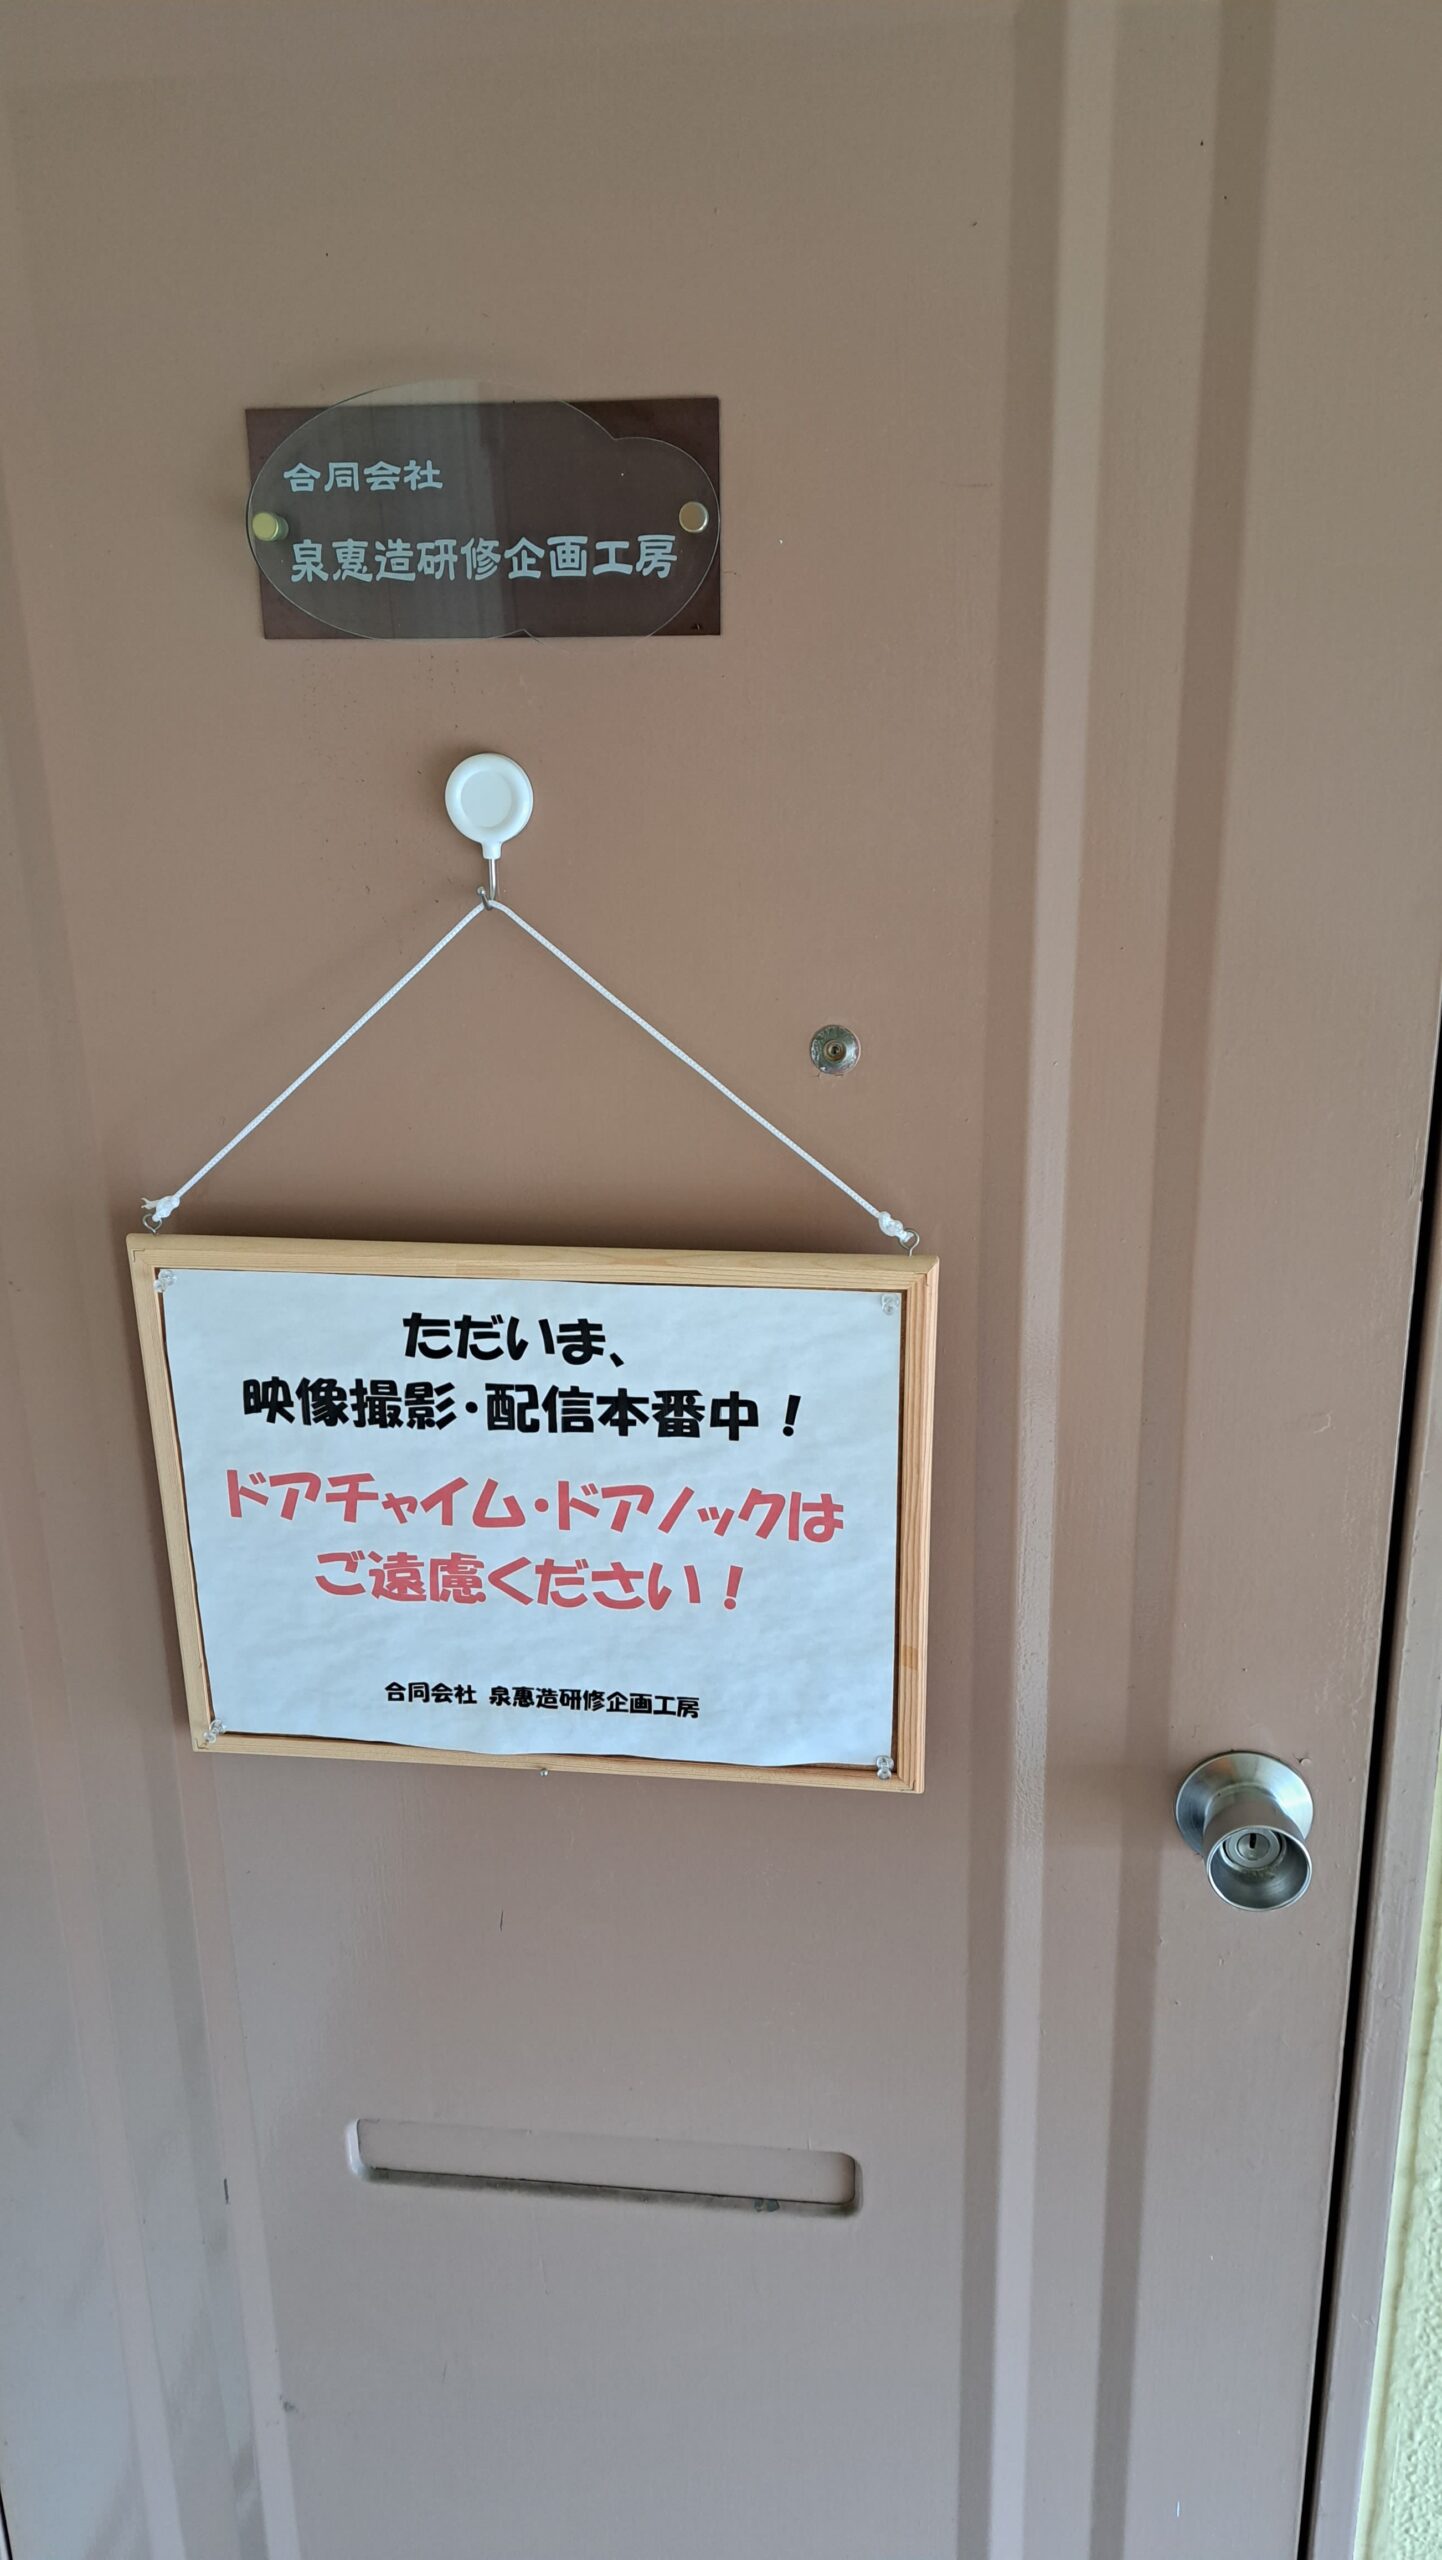 合同会社
泉惠造研修企画工房
ただいま、
映像撮影・配信本番中！
ドアチャイム・ドアノックは
ご遠慮ください！
合同会社 泉惠造研修企画工房